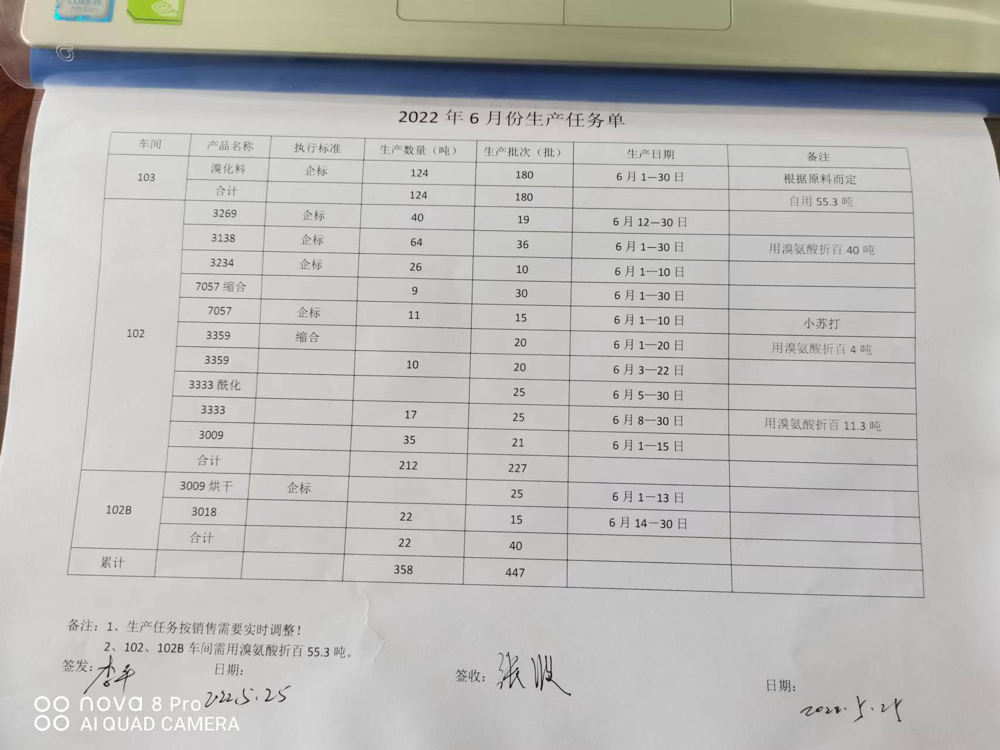 CORE i5
7th Gen
2022 年 6 月份生产任务单
车间 产品名称 执行标准 生产数量（吨） 生产批次（批） 生产日期 备注
103 溴化料 企标 124 180 6 月 1—30 日 根据原料而定
合计 124 180 自用 55.3 吨
102 3269 企标 40 19 6 月 12—30 日
3138 企标 64 36 6 月 1—30 日 用溴氨酸折百 40 吨
3234 企标 26 10 6 月 1—10 日
7057 缩合 9 30 6 月 1—30 日
7057 企标 11 15 6 月 1—10 日 小苏打
3359 缩合 20 6 月 1—20 日 用溴氨酸折百 4 吨
3359 10 20 6 月 3—22 日
3333 酰化 25 6 月 5—30 日
3333 17 25 6 月 8—30 日 用溴氨酸折百 11.3 吨
3009 35 21 6 月 1—15 日
合计 212 227
102B 3009 烘干 企标 25 6 月 1—13 日
3018 22 15 6 月 14—30 日
合计 22 40
累计 358 447
备注：1、生产任务按销售需要实时调整！
2、102、102B 车间需用溴氨酸折百 55.3 吨。
签发：李平 日期： 签收：张 日期：
2022.5.25 2022.5.25
nova 8 Pro
AI QUAD CAMERA